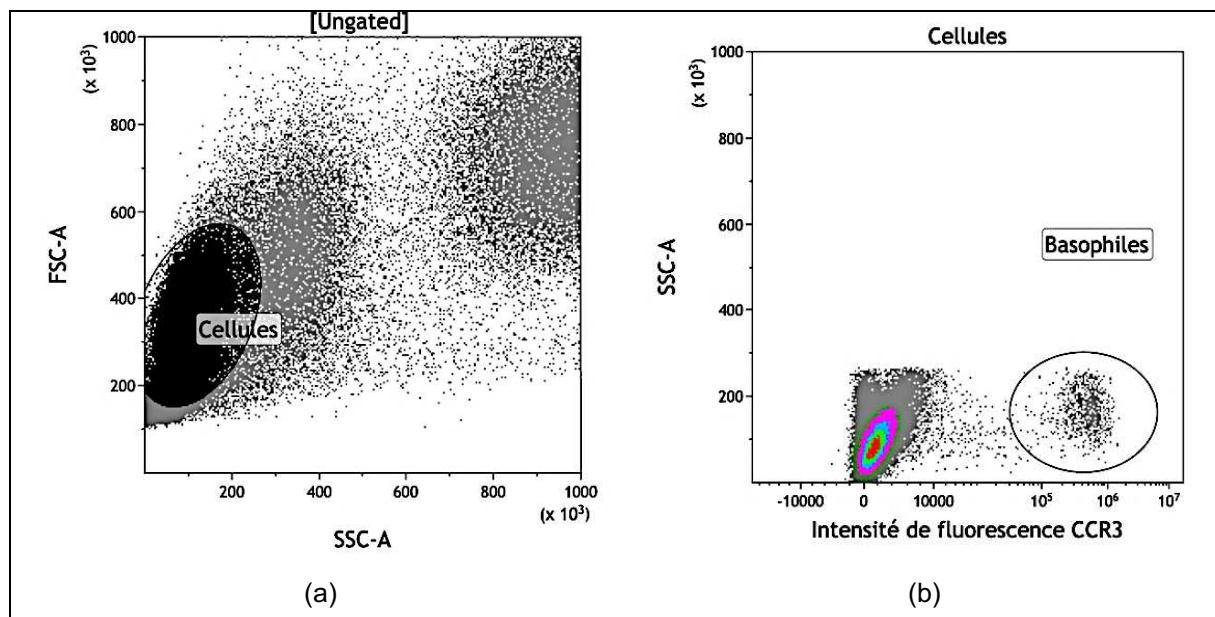 [Ungated]
(x 10³)
1000
800
600
400
200
FSC-A
Cellules
200 400 600 800 1000
(x 10³)
SSC-A
(a)
Cellules
(x 10³)
1000
800
600
400
200
SSC-A
Basophiles
-10000 0 10000 10⁵ 10⁶ 10⁷
Intensité de fluorescence CCR3
(b)